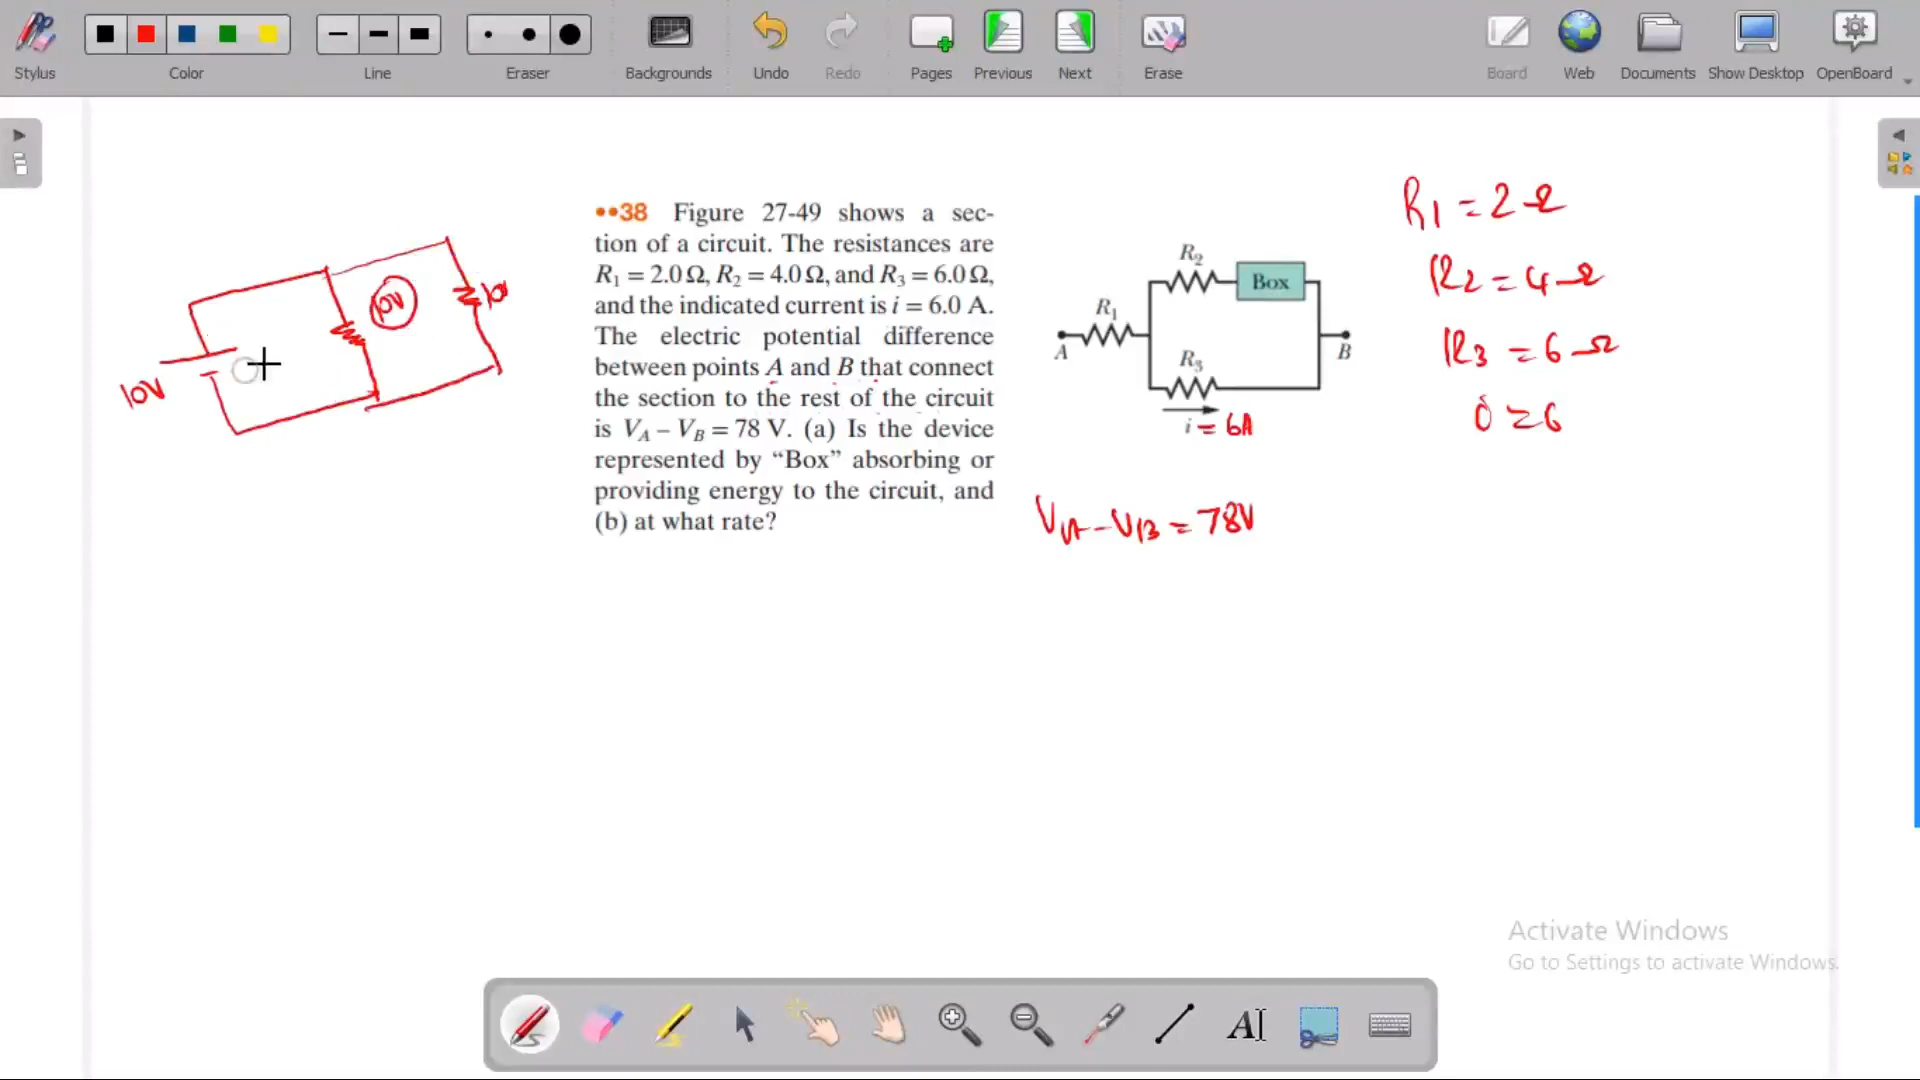 Stylus
Color
Line
Eraser
Backgrounds
Undo
Redo
Pages
Previous
Next
Erase
Board
Web
Documents
Show Desktop
OpenBoard
10V
10V
10V
••38 Figure 27-49 shows a sec-
tion of a circuit. The resistances are
R₁ = 2.0 Ω, R₂ = 4.0 Ω, and R₃ = 6.0 Ω,
and the indicated current is i = 6.0 A.
The electric potential difference
between points A and B that connect
the section to the rest of the circuit
is V_A – V_B = 78 V. (a) Is the device
represented by “Box” absorbing or
providing energy to the circuit, and
(b) at what rate?
R₂
Box
R₁
A
B
R₃
i = 6A
V_A – V_B = 78V
R1 = 2Ω
R2 = 4Ω
R3 = 6Ω
i = 6
Activate Windows
Go to Settings to activate Windows.
AI